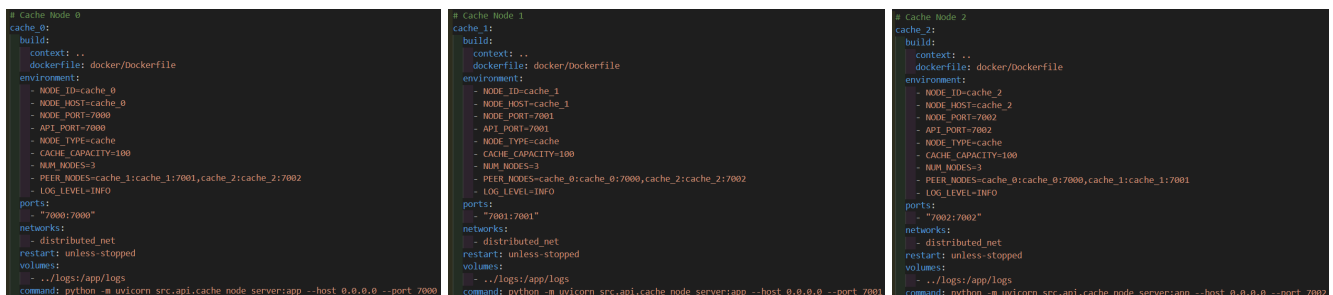 # Cache Node 0
cache_0:
build:
context: ..
dockerfile: docker/Dockerfile
environment:
- NODE_ID=cache_0
- NODE_HOST=cache_0
- NODE_PORT=7000
- API_PORT=7000
- NODE_TYPE=cache
- CACHE_CAPACITY=100
- NUM_NODES=3
- PEER_NODES=cache_1:cache_1:7001,cache_2:cache_2:7002
- LOG_LEVEL=INFO
ports:
- "7000:7000"
networks:
- distributed_net
restart: unless-stopped
volumes:
- ../logs:/app/logs
command: python -m uvicorn src.api.cache_node_server:app --host 0.0.0.0 --port 7000
# Cache Node 1
cache_1:
build:
context: ..
dockerfile: docker/Dockerfile
environment:
- NODE_ID=cache_1
- NODE_HOST=cache_1
- NODE_PORT=7001
- API_PORT=7001
- NODE_TYPE=cache
- CACHE_CAPACITY=100
- NUM_NODES=3
- PEER_NODES=cache_0:cache_0:7000,cache_2:cache_2:7002
- LOG_LEVEL=INFO
ports:
- "7001:7001"
networks:
- distributed_net
restart: unless-stopped
volumes:
- ../logs:/app/logs
command: python -m uvicorn src.api.cache_node_server:app --host 0.0.0.0 --port 7001
# Cache Node 2
cache_2:
build:
context: ..
dockerfile: docker/Dockerfile
environment:
- NODE_ID=cache_2
- NODE_HOST=cache_2
- NODE_PORT=7002
- API_PORT=7002
- NODE_TYPE=cache
- CACHE_CAPACITY=100
- NUM_NODES=3
- PEER_NODES=cache_0:cache_0:7000,cache_1:cache_1:7001
- LOG_LEVEL=INFO
ports:
- "7002:7002"
networks:
- distributed_net
restart: unless-stopped
volumes:
- ../logs:/app/logs
command: python -m uvicorn src.api.cache_node_server:app --host 0.0.0.0 --port 7002